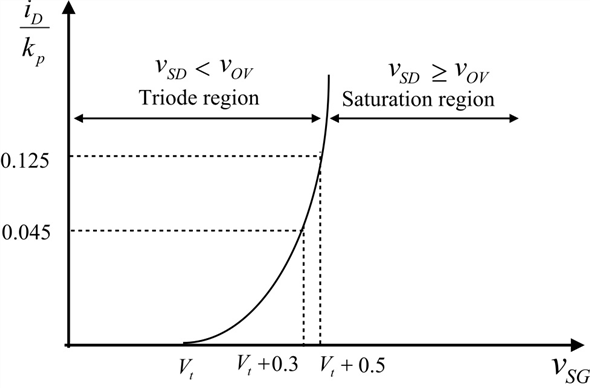 i_D
k_p
v_SD < v_OV
Triode region
v_SD ≥ v_OV
Saturation region
0.125
0.045
V_t
V_t + 0.3
V_t + 0.5
v_SG